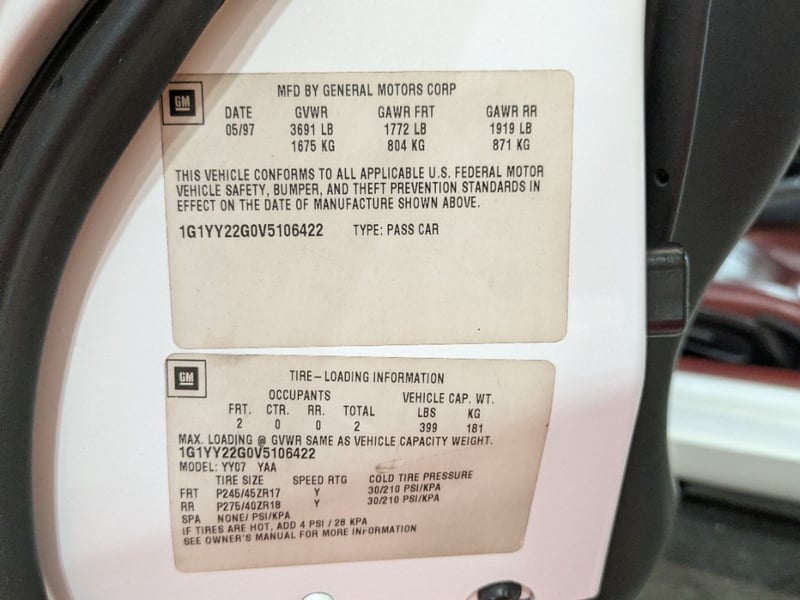 GM
MFD BY GENERAL MOTORS CORP
DATE GVWR GAWR FRT GAWR RR
05/97 3691 LB 1772 LB 1919 LB
1675 KG 804 KG 871 KG
THIS VEHICLE CONFORMS TO ALL APPLICABLE U.S. FEDERAL MOTOR
VEHICLE SAFETY, BUMPER, AND THEFT PREVENTION STANDARDS IN
EFFECT ON THE DATE OF MANUFACTURE SHOWN ABOVE.
1G1YY22G0V5106422 TYPE: PASS CAR
GM
TIRE-LOADING INFORMATION
OCCUPANTS VEHICLE CAP. WT.
FRT. CTR. RR. TOTAL LBS KG
2 0 0 2 399 181
MAX. LOADING @ GVWR SAME AS VEHICLE CAPACITY WEIGHT.
1G1YY22G0V5106422
MODEL: YY07 YAA
TIRE SIZE SPEED RTG COLD TIRE PRESSURE
FRT P245/45ZR17 Y 30/210 PSI/KPA
RR P275/40ZR18 Y 30/210 PSI/KPA
SPA NONE/ PSI/KPA
IF TIRES ARE HOT, ADD 4 PSI / 28 KPA
SEE OWNER'S MANUAL FOR MORE INFORMATION